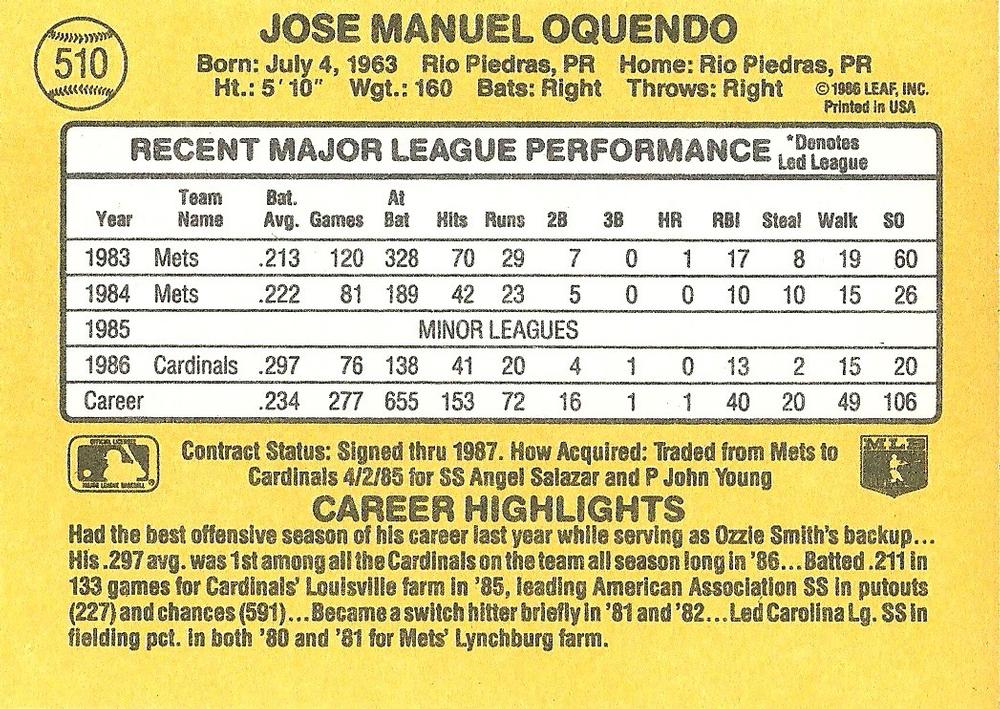 JOSE MANUEL OQUENDO
510
Born: July 4, 1963 Rio Piedras, PR Home: Rio Piedras, PR
Ht.: 5' 10" Wgt.: 160 Bats: Right Throws: Right
©1986 LEAF, INC.
Printed in USA
RECENT MAJOR LEAGUE PERFORMANCE *Denotes Led League
Year Team Name Bat. Avg. Games At Bat Hits Runs 2B 3B HR RBI Steal Walk SO
1983 Mets .213 120 328 70 29 7 0 1 17 8 19 60
1984 Mets .222 81 189 42 23 5 0 0 10 10 15 26
1985 MINOR LEAGUES
1986 Cardinals .297 76 138 41 20 4 1 0 13 2 15 20
Career .234 277 655 153 72 16 1 1 40 20 49 106
OFFICIAL LICENSEE
MAJOR LEAGUE BASEBALL
MLB
Contract Status: Signed thru 1987. How Acquired: Traded from Mets to
Cardinals 4/2/85 for SS Angel Salazar and P John Young
CAREER HIGHLIGHTS
Had the best offensive season of his career last year while serving as Ozzie Smith's backup...
His .297 avg. was 1st among all the Cardinals on the team all season long in '86...Batted .211 in
133 games for Cardinals' Louisville farm in '85, leading American Association SS in putouts
(227) and chances (591)...Became a switch hitter briefly in '81 and '82...Led Carolina Lg. SS in
fielding pct. in both '80 and '81 for Mets' Lynchburg farm.